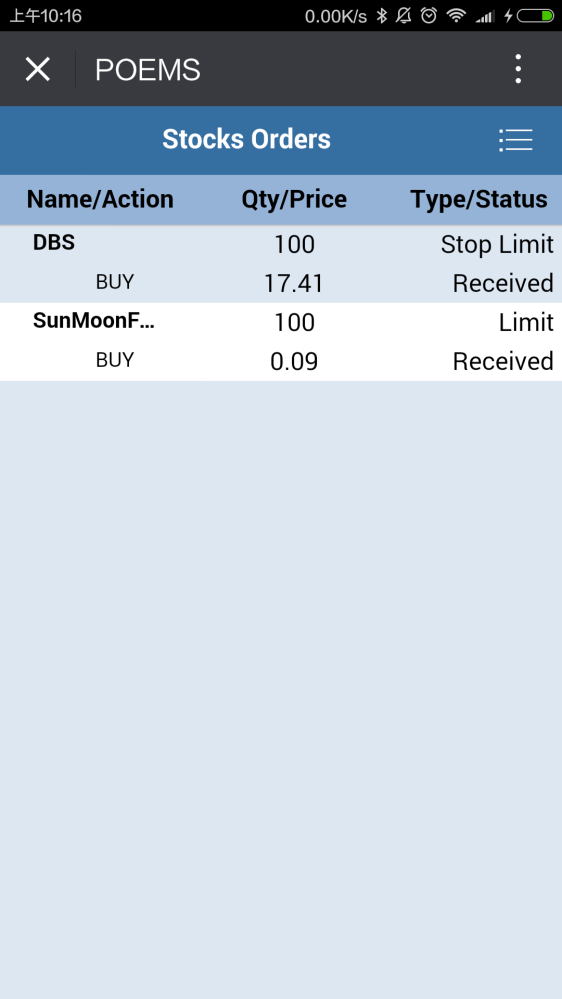 上午10:16 0.00K/s
POEMS
Stocks Orders
Name/Action Qty/Price Type/Status
DBS 100 Stop Limit
BUY 17.41 Received
SunMoonF... 100 Limit
BUY 0.09 Received